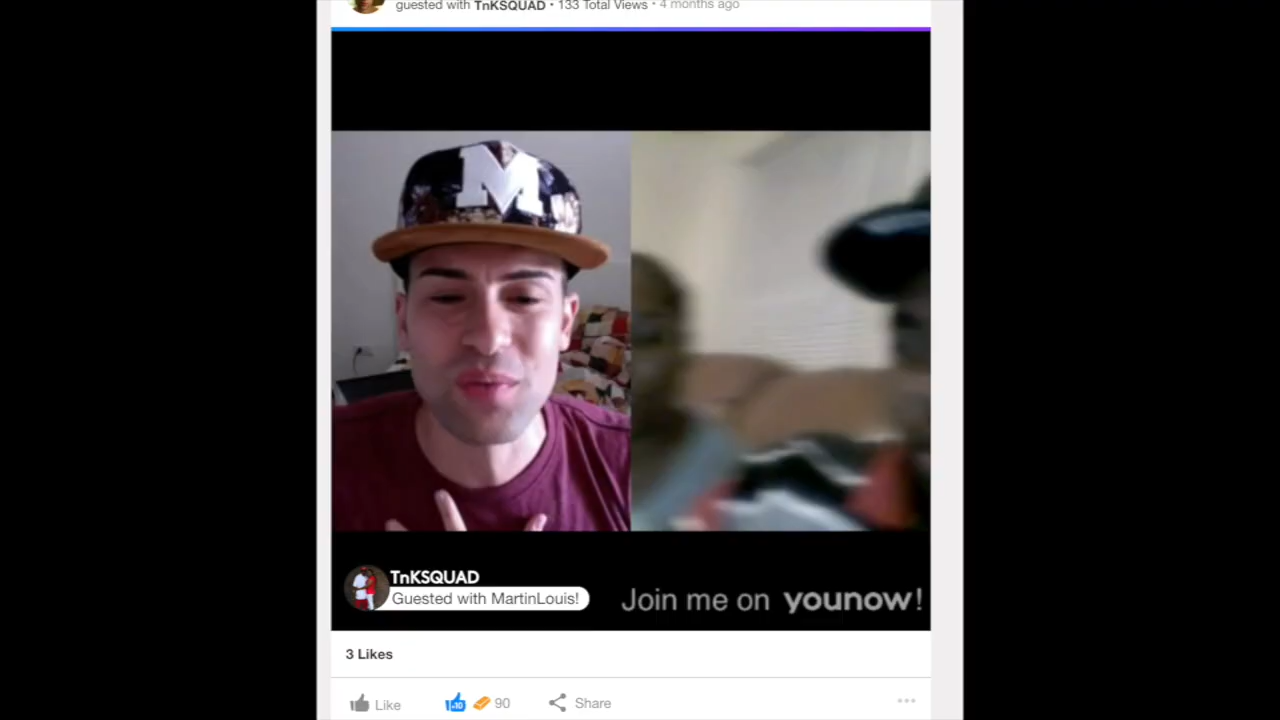 guested with TnKSQUAD • 133 Total Views • 4 months ago
M
TnKSQUAD
Guested with MartinLouis!
Join me on younow!
3 Likes
Like +10 90 Share